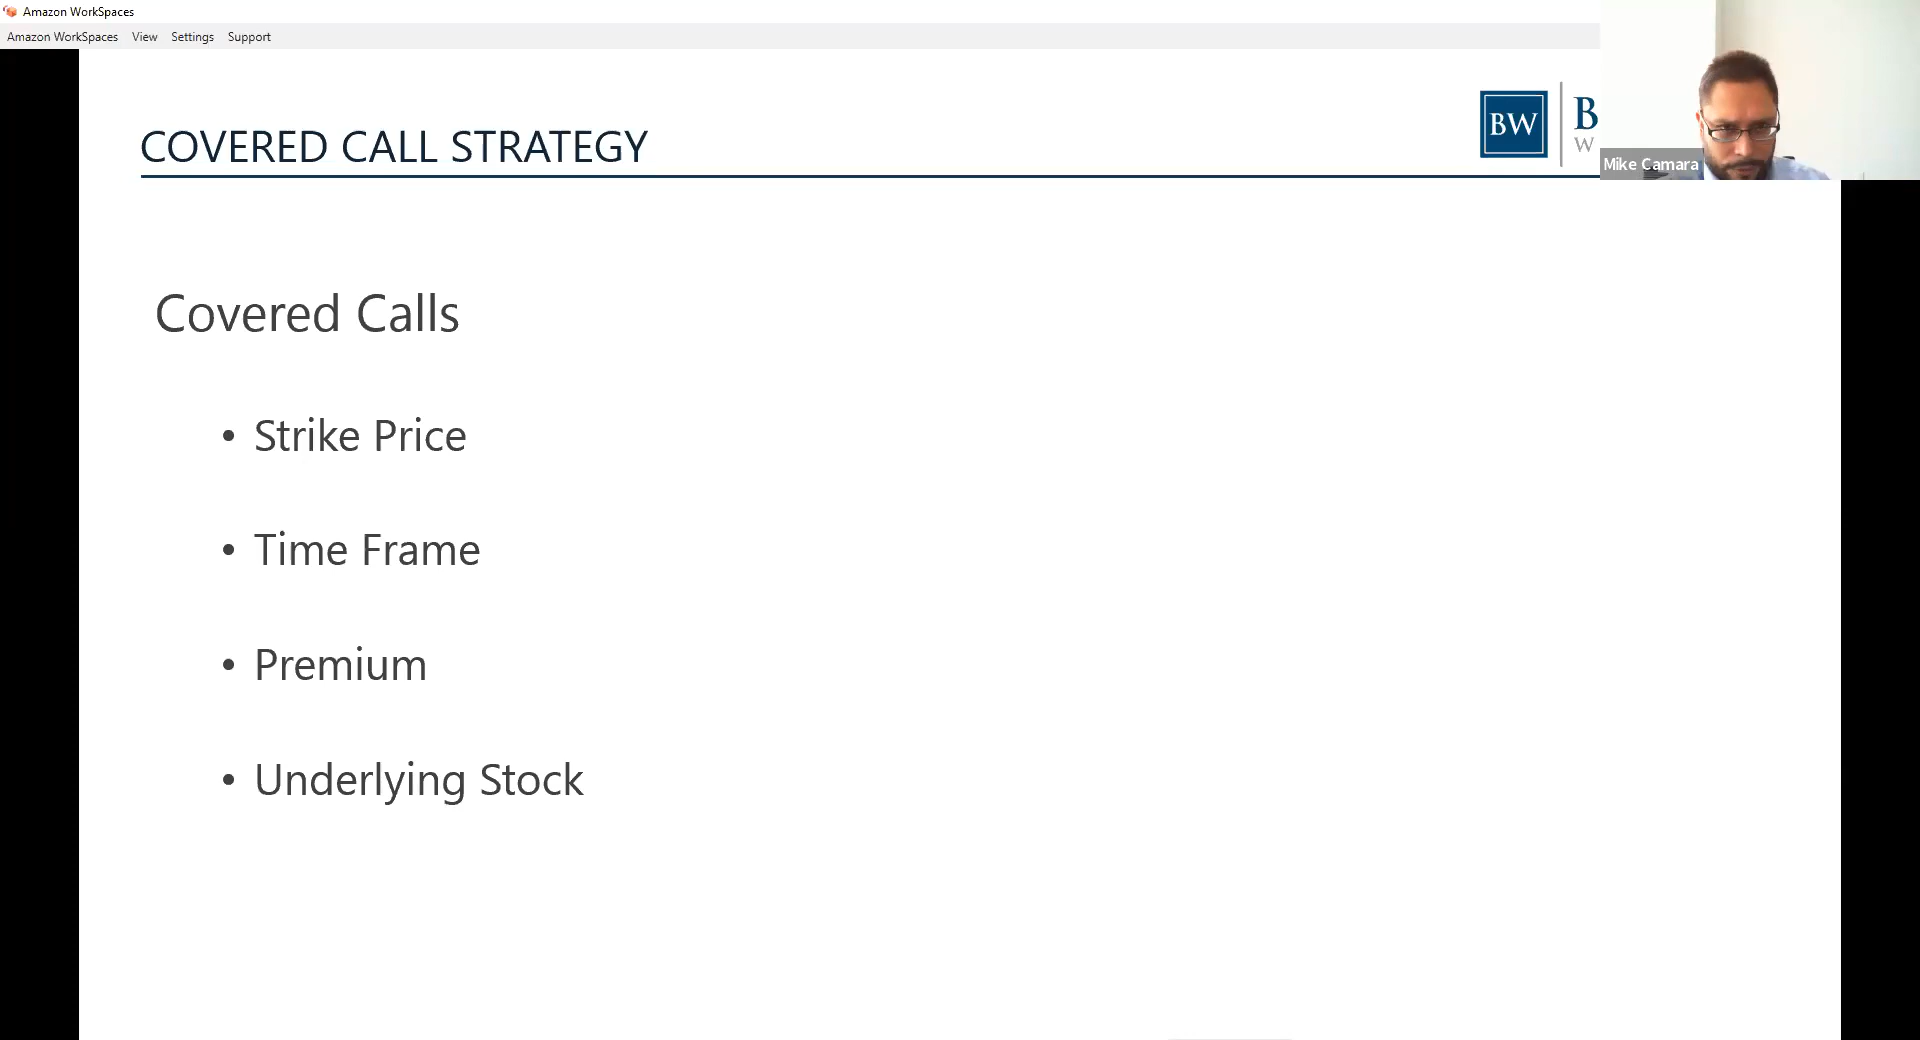 Amazon WorkSpaces
Amazon WorkSpaces View Settings Support
COVERED CALL STRATEGY
BW
B
W
Mike Camara
Covered Calls
• Strike Price
• Time Frame
• Premium
• Underlying Stock